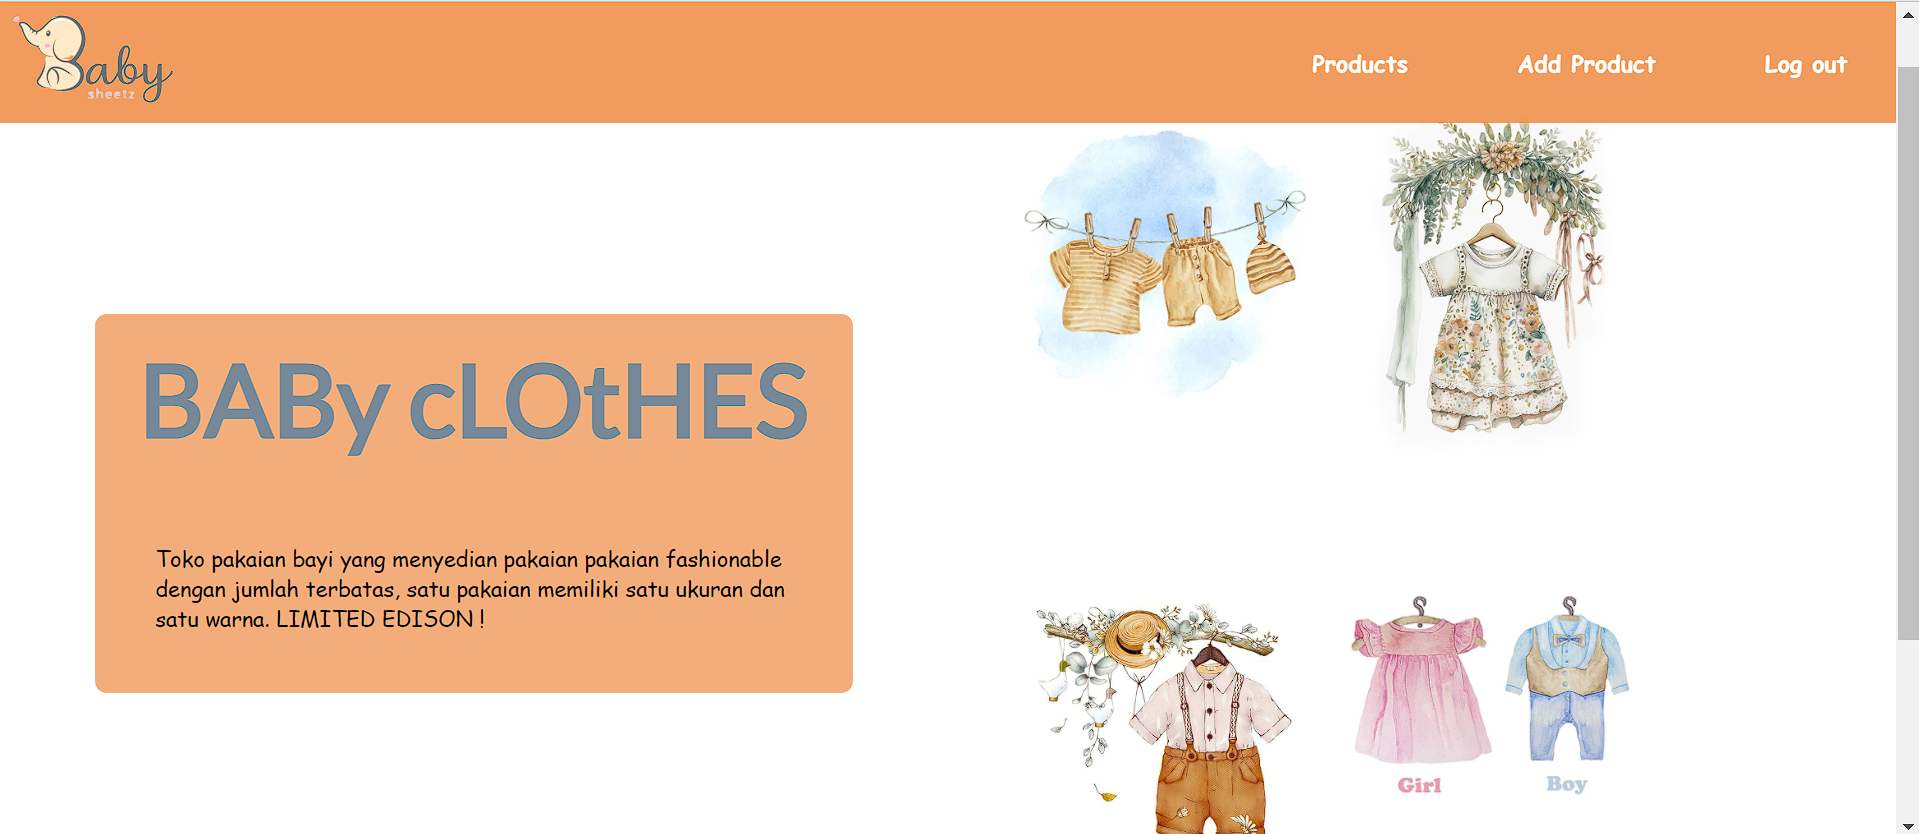 Baby
sheetz
Products
Add Product
Log out
BABy cLOtHES
Toko pakaian bayi yang menyedian pakaian pakaian fashionable
dengan jumlah terbatas, satu pakaian memiliki satu ukuran dan
satu warna. LIMITED EDISON !
Girl
Boy